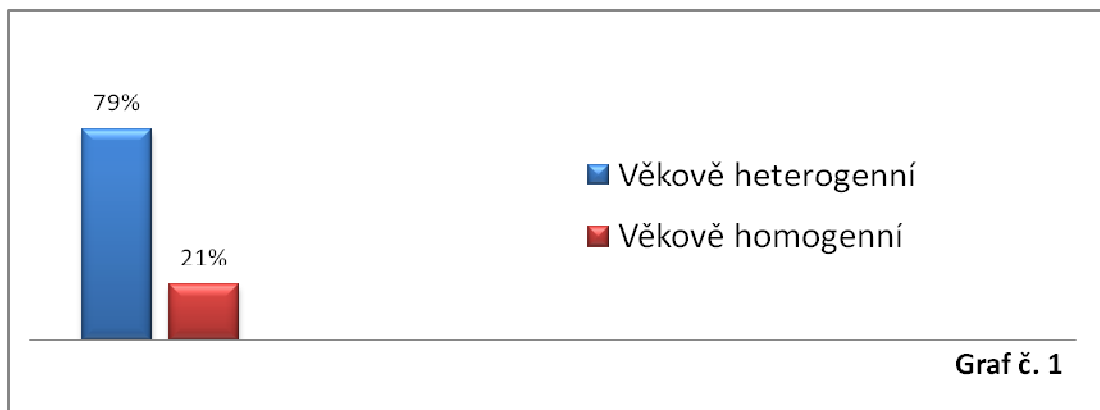 79%
21%
Věkově heterogenní
Věkově homogenní
Graf č. 1